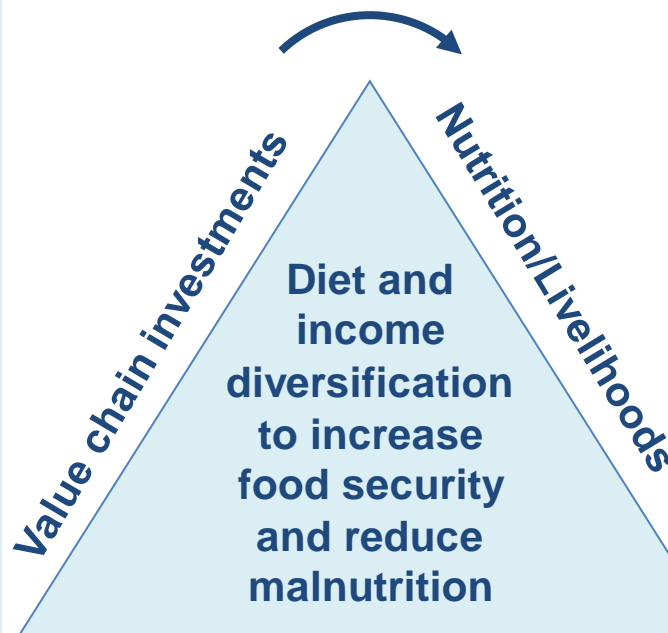 Value chain investments
Nutrition/Livelihoods
Diet and
income
diversification
to increase
food security
and reduce
malnutrition